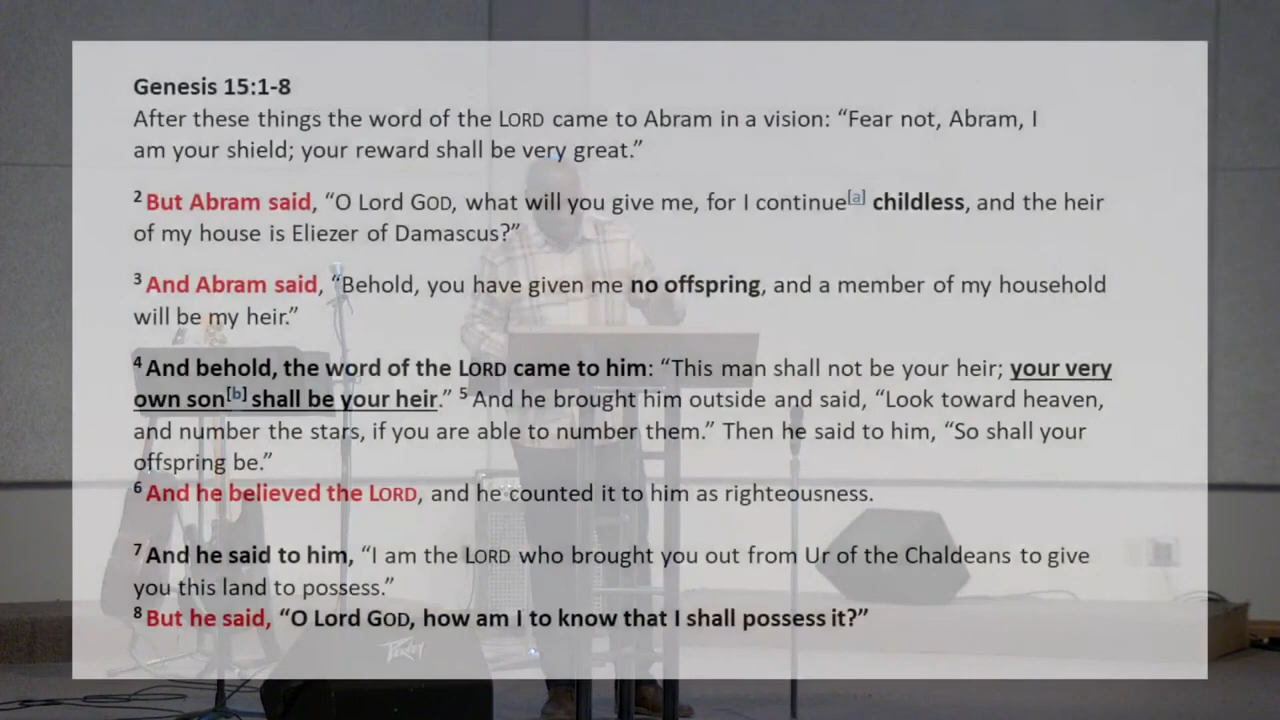 Genesis 15:1-8
After these things the word of the LORD came to Abram in a vision: “Fear not, Abram, I
am your shield; your reward shall be very great.”
2 But Abram said, “O Lord GOD, what will you give me, for I continue[a] childless, and the heir
of my house is Eliezer of Damascus?”
3 And Abram said, “Behold, you have given me no offspring, and a member of my household
will be my heir.”
4 And behold, the word of the LORD came to him: “This man shall not be your heir; your very
own son[b] shall be your heir.” 5 And he brought him outside and said, “Look toward heaven,
and number the stars, if you are able to number them.” Then he said to him, “So shall your
offspring be.”
6 And he believed the LORD, and he counted it to him as righteousness.
7 And he said to him, “I am the LORD who brought you out from Ur of the Chaldeans to give
you this land to possess.”
8 But he said, “O Lord GOD, how am I to know that I shall possess it?”
PEAVEY